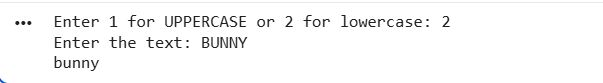 Enter 1 for UPPERCASE or 2 for lowercase: 2
Enter the text: BUNNY
bunny